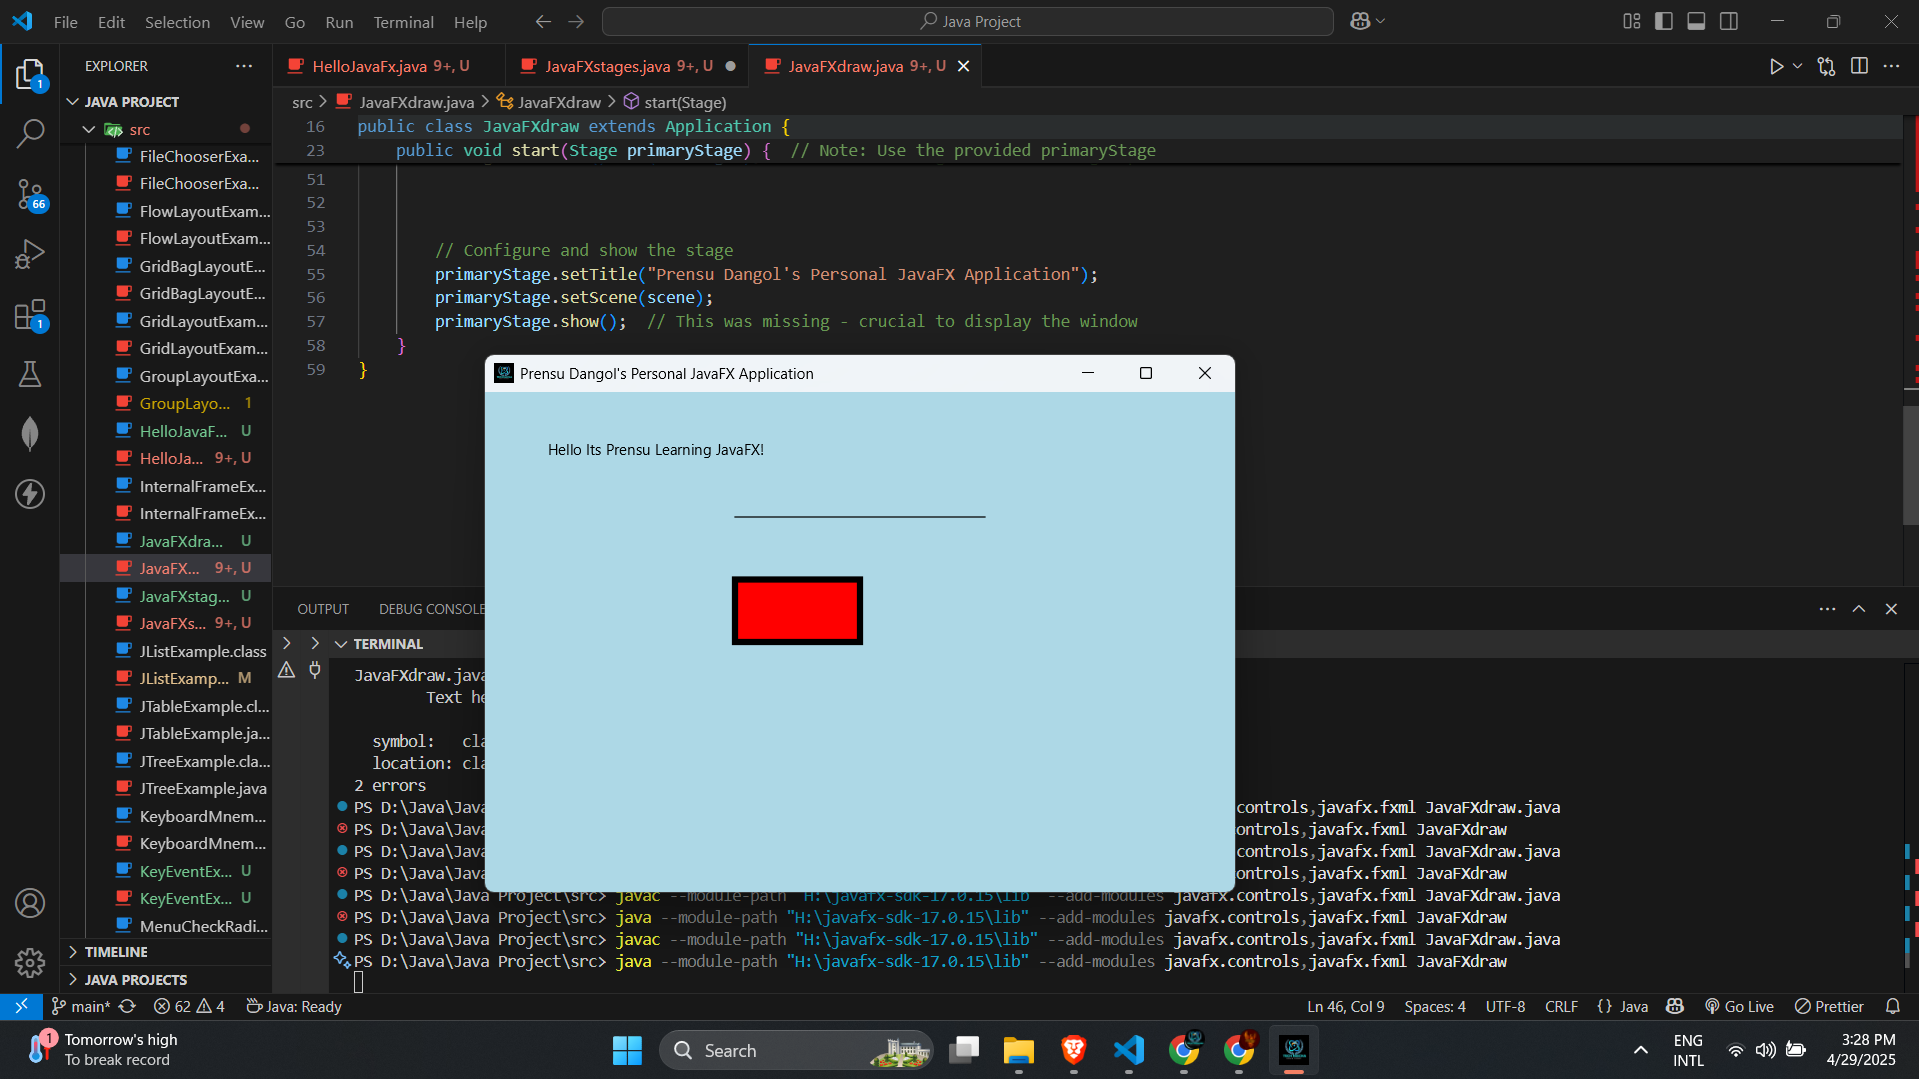 File Edit Selection View Go Run Terminal Help
Java Project
EXPLORER
JAVA PROJECT
src
FileChooserExa...
FileChooserExa...
FlowLayoutExam...
FlowLayoutExam...
GridBagLayoutE...
GridBagLayoutE...
GridLayoutExam...
GridLayoutExam...
GroupLayoutExa...
GroupLayo... 1
HelloJavaF... U
HelloJa... 9+, U
InternalFrameEx...
InternalFrameEx...
JavaFXdra... U
JavaFX... 9+, U
JavaFXstag... U
JavaFXs... 9+, U
JListExample.class
JListExamp... M
JTableExample.cl...
JTableExample.ja...
JTreeExample.cla...
JTreeExample.java
KeyboardMnem...
KeyboardMnem...
KeyEventEx... U
KeyEventEx... U
MenuCheckRadi...
TIMELINE
JAVA PROJECTS
1
66
1
HelloJavaFx.java 9+, U
JavaFXstages.java 9+, U
JavaFXdraw.java 9+, U
src > JavaFXdraw.java > JavaFXdraw > start(Stage)
16 public class JavaFXdraw extends Application {
23 public void start(Stage primaryStage) { // Note: Use the provided primaryStage
51
52
53
54 // Configure and show the stage
55 primaryStage.setTitle("Prensu Dangol's Personal JavaFX Application");
56 primaryStage.setScene(scene);
57 primaryStage.show(); // This was missing - crucial to display the window
58 }
59 }
Prensu Dangol's Personal JavaFX Application
Hello Its Prensu Learning JavaFX!
OUTPUT DEBUG CONSOLE
TERMINAL
JavaFXdraw.java
Text he
symbol: cla
location: cla
2 errors
PS D:\Java\Java controls,javafx.fxml JavaFXdraw.java
PS D:\Java\Java ontrols,javafx.fxml JavaFXdraw
PS D:\Java\Java controls,javafx.fxml JavaFXdraw.java
PS D:\Java\Java ontrols,javafx.fxml JavaFXdraw
PS D:\Java\Java Project\src> javac --module-path "H:\javafx-sdk-17.0.15\lib" --add-modules javafx.controls,javafx.fxml JavaFXdraw.java
PS D:\Java\Java Project\src> java --module-path "H:\javafx-sdk-17.0.15\lib" --add-modules javafx.controls,javafx.fxml JavaFXdraw
PS D:\Java\Java Project\src> javac --module-path "H:\javafx-sdk-17.0.15\lib" --add-modules javafx.controls,javafx.fxml JavaFXdraw.java
PS D:\Java\Java Project\src> java --module-path "H:\javafx-sdk-17.0.15\lib" --add-modules javafx.controls,javafx.fxml JavaFXdraw
main* 62 4 Java: Ready
Ln 46, Col 9 Spaces: 4 UTF-8 CRLF {} Java Go Live Prettier
1
Tomorrow's high
To break record
Search
ENG
INTL
3:28 PM
4/29/2025